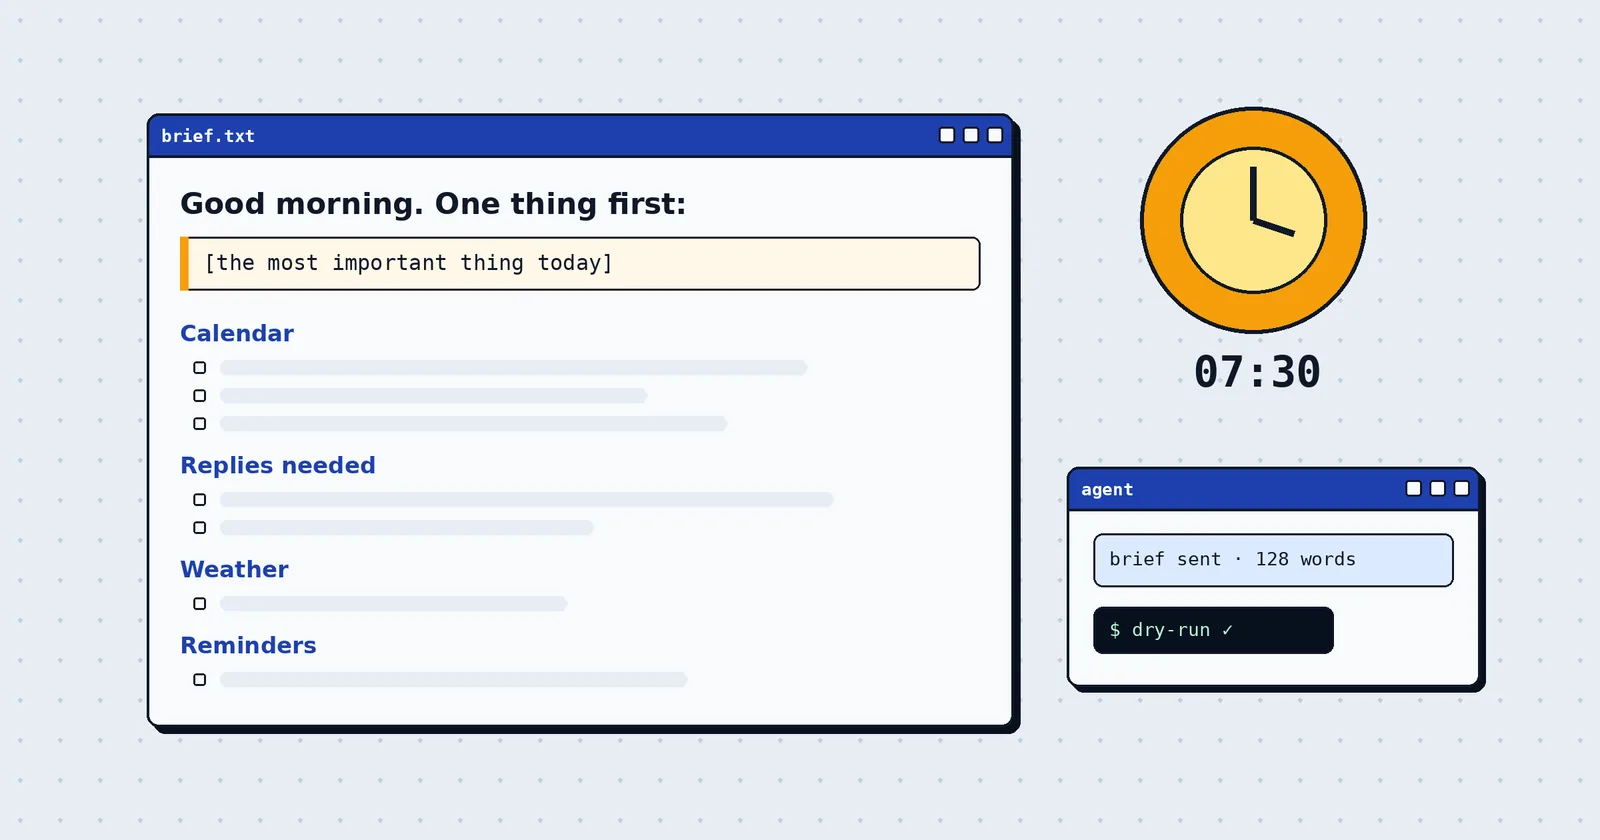 brief.txt
Good morning. One thing first:
[the most important thing today]
Calendar
Replies needed
Weather
Reminders
07:30
agent
brief sent · 128 words
$ dry-run ✓